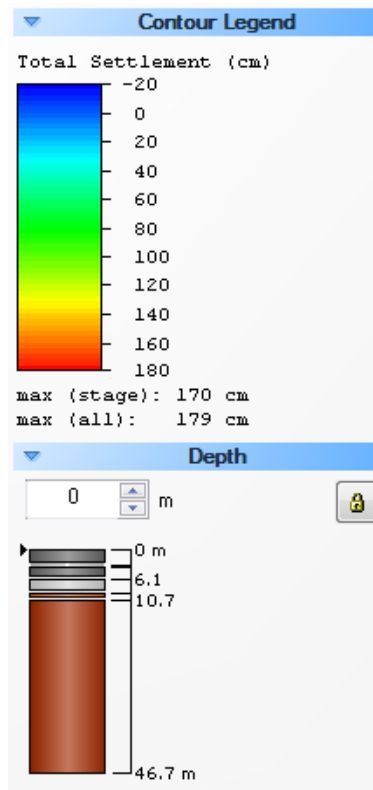 Contour Legend
Total Settlement (cm)
-20
0
20
40
60
80
100
120
140
160
180
max (stage): 170 cm
max (all): 179 cm
Depth
0 m
0 m
6.1
10.7
46.7 m